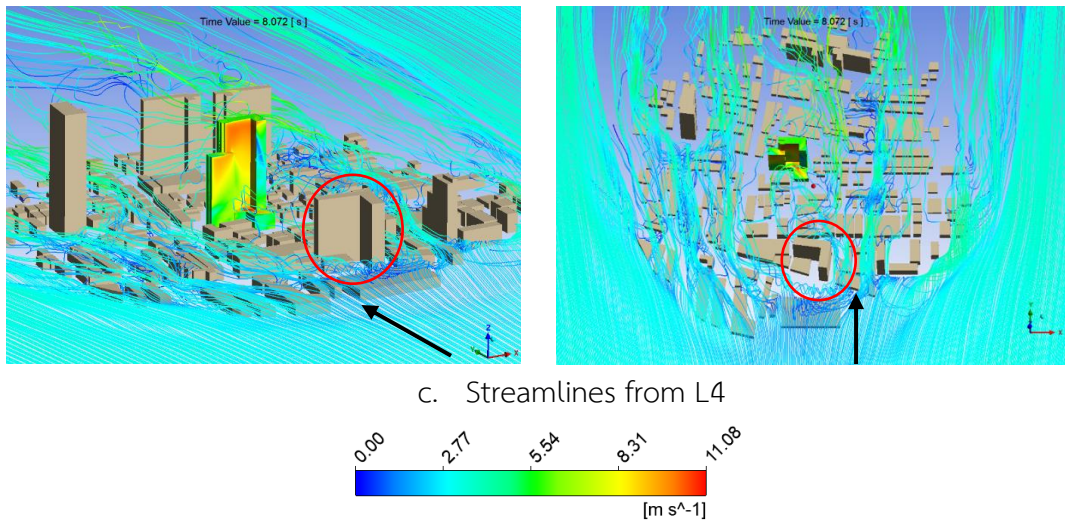 Time Value = 8.072 [ s ]
Time Value = 8.072 [ s ]
Z
Y
X
Y
X
c. Streamlines from L4
0.00
2.77
5.54
8.31
11.08
[m s^-1]